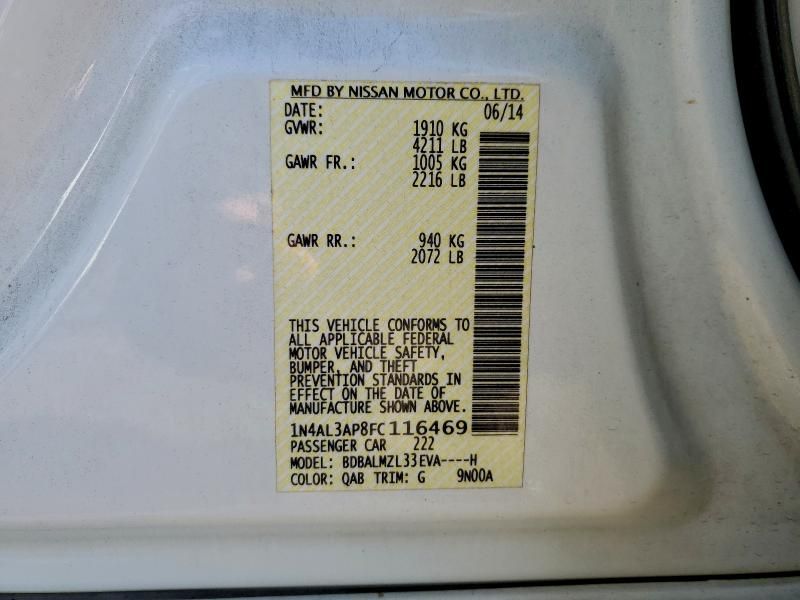 MFD BY NISSAN MOTOR CO., LTD.
DATE: 06/14
GVWR: 1910 KG
4211 LB
GAWR FR.: 1005 KG
2216 LB
GAWR RR.: 940 KG
2072 LB
THIS VEHICLE CONFORMS TO
ALL APPLICABLE FEDERAL
MOTOR VEHICLE SAFETY,
BUMPER, AND THEFT
PREVENTION STANDARDS IN
EFFECT ON THE DATE OF
MANUFACTURE SHOWN ABOVE.
1N4AL3AP8FC116469
PASSENGER CAR 222
MODEL: BDBALMZL33EVA----H
COLOR: QAB TRIM: G 9N00A